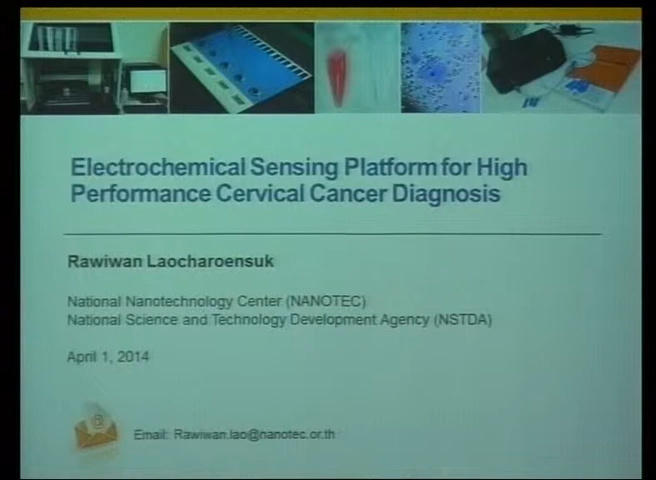 Electrochemical Sensing Platform for High
Performance Cervical Cancer Diagnosis
Rawiwan Laocharoensuk
National Nanotechnology Center (NANOTEC)
National Science and Technology Development Agency (NSTDA)
April 1, 2014
@
Email: Rawiwan.lao@nanotec.or.th